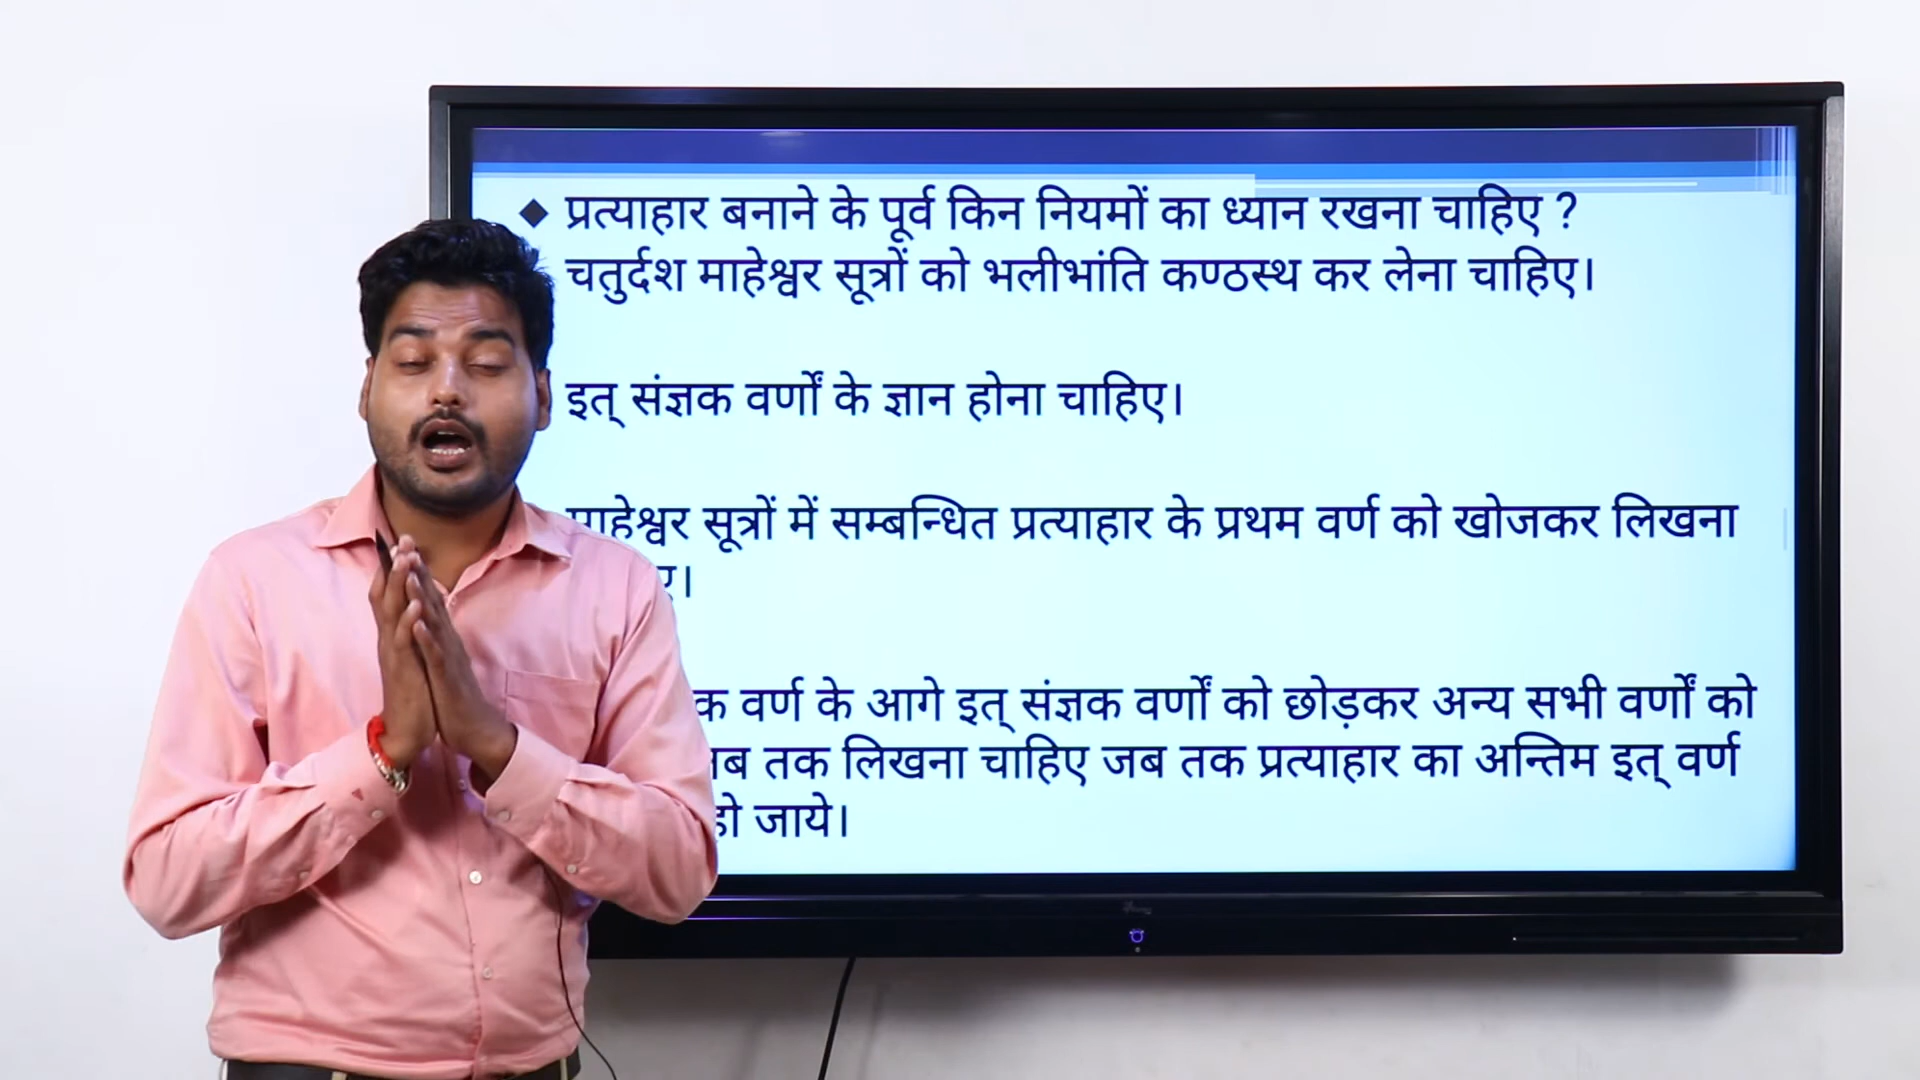 प्रत्याहार बनाने के पूर्व किन नियमों का ध्यान रखना चाहिए ?
चतुर्दश माहेश्वर सूत्रों को भलीभांति कण्ठस्थ कर लेना चाहिए।
इत् संज्ञक वर्णों के ज्ञान होना चाहिए।
माहेश्वर सूत्रों में सम्बन्धित प्रत्याहार के प्रथम वर्ण को खोजकर लिखना
वर्ण के आगे इत् संज्ञक वर्णों को छोड़कर अन्य सभी वर्णों को
तक लिखना चाहिए जब तक प्रत्याहार का अन्तिम इत् वर्ण
हो जाये।